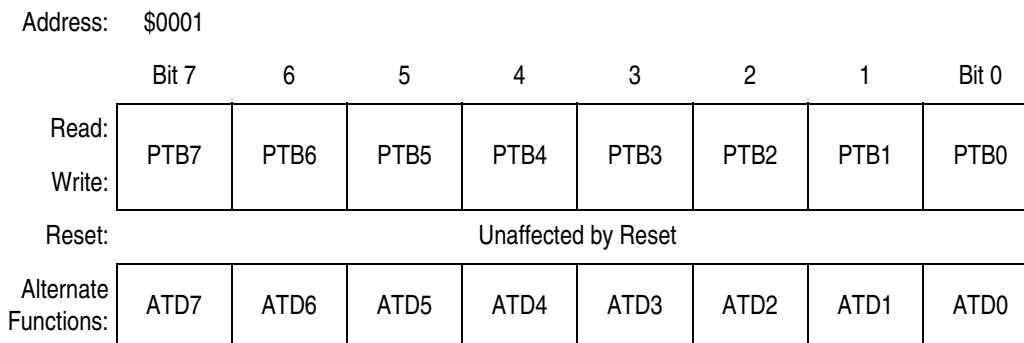 Address: $0001
Bit 7 6 5 4 3 2 1 Bit 0
Read:
PTB7 PTB6 PTB5 PTB4 PTB3 PTB2 PTB1 PTB0
Write:
Reset: Unaffected by Reset
Alternate
Functions:
ATD7 ATD6 ATD5 ATD4 ATD3 ATD2 ATD1 ATD0